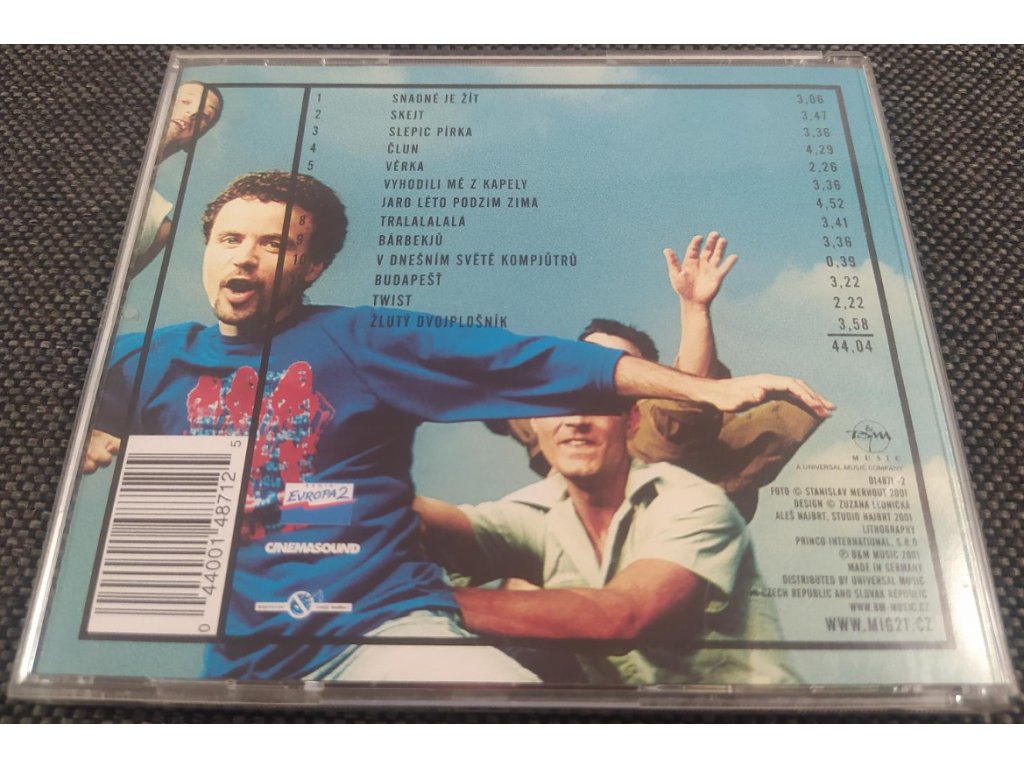 1 SNADNÉ JE ŽÍT 3,06
2 SKEJT 3,47
3 SLEPIC PÍRKA 3,36
4 ČLUN 4,29
5 VĚRKA 2,26
VYHODILI MĚ Z KAPELY 3,36
JARO LÉTO PODZIM ZIMA 4,52
8 TRALALALALA 3,41
9 BÁRBEKJŮ 3,36
10 V DNEŠNÍM SVĚTĚ KOMPJŮTRŮ 0,39
BUDAPEŠŤ 3,22
TWIST 2,22
ŽLUTÝ DVOJPLOŠNÍK 3,58
44,04
B&M
MUSIC
A UNIVERSAL MUSIC COMPANY
014871-2
FOTO © STANISLAV MERHOUT 2001
DESIGN © ZUZANA LEDNICKÁ
ALEŠ NAJBRT, STUDIO NAJBRT 2001
LITHOGRAPHY
PRINCO INTERNATIONAL, S.R.O
℗ B&M MUSIC 2001
MADE IN GERMANY
DISTRIBUTED BY UNIVERSAL MUSIC
CZECH REPUBLIC AND SLOVAK REPUBLIC
WWW.BM-MUSIC.CZ
WWW.MIG21.CZ
RADIO
EVROPA 2
CINEMASOUND
0 44001 48712 5